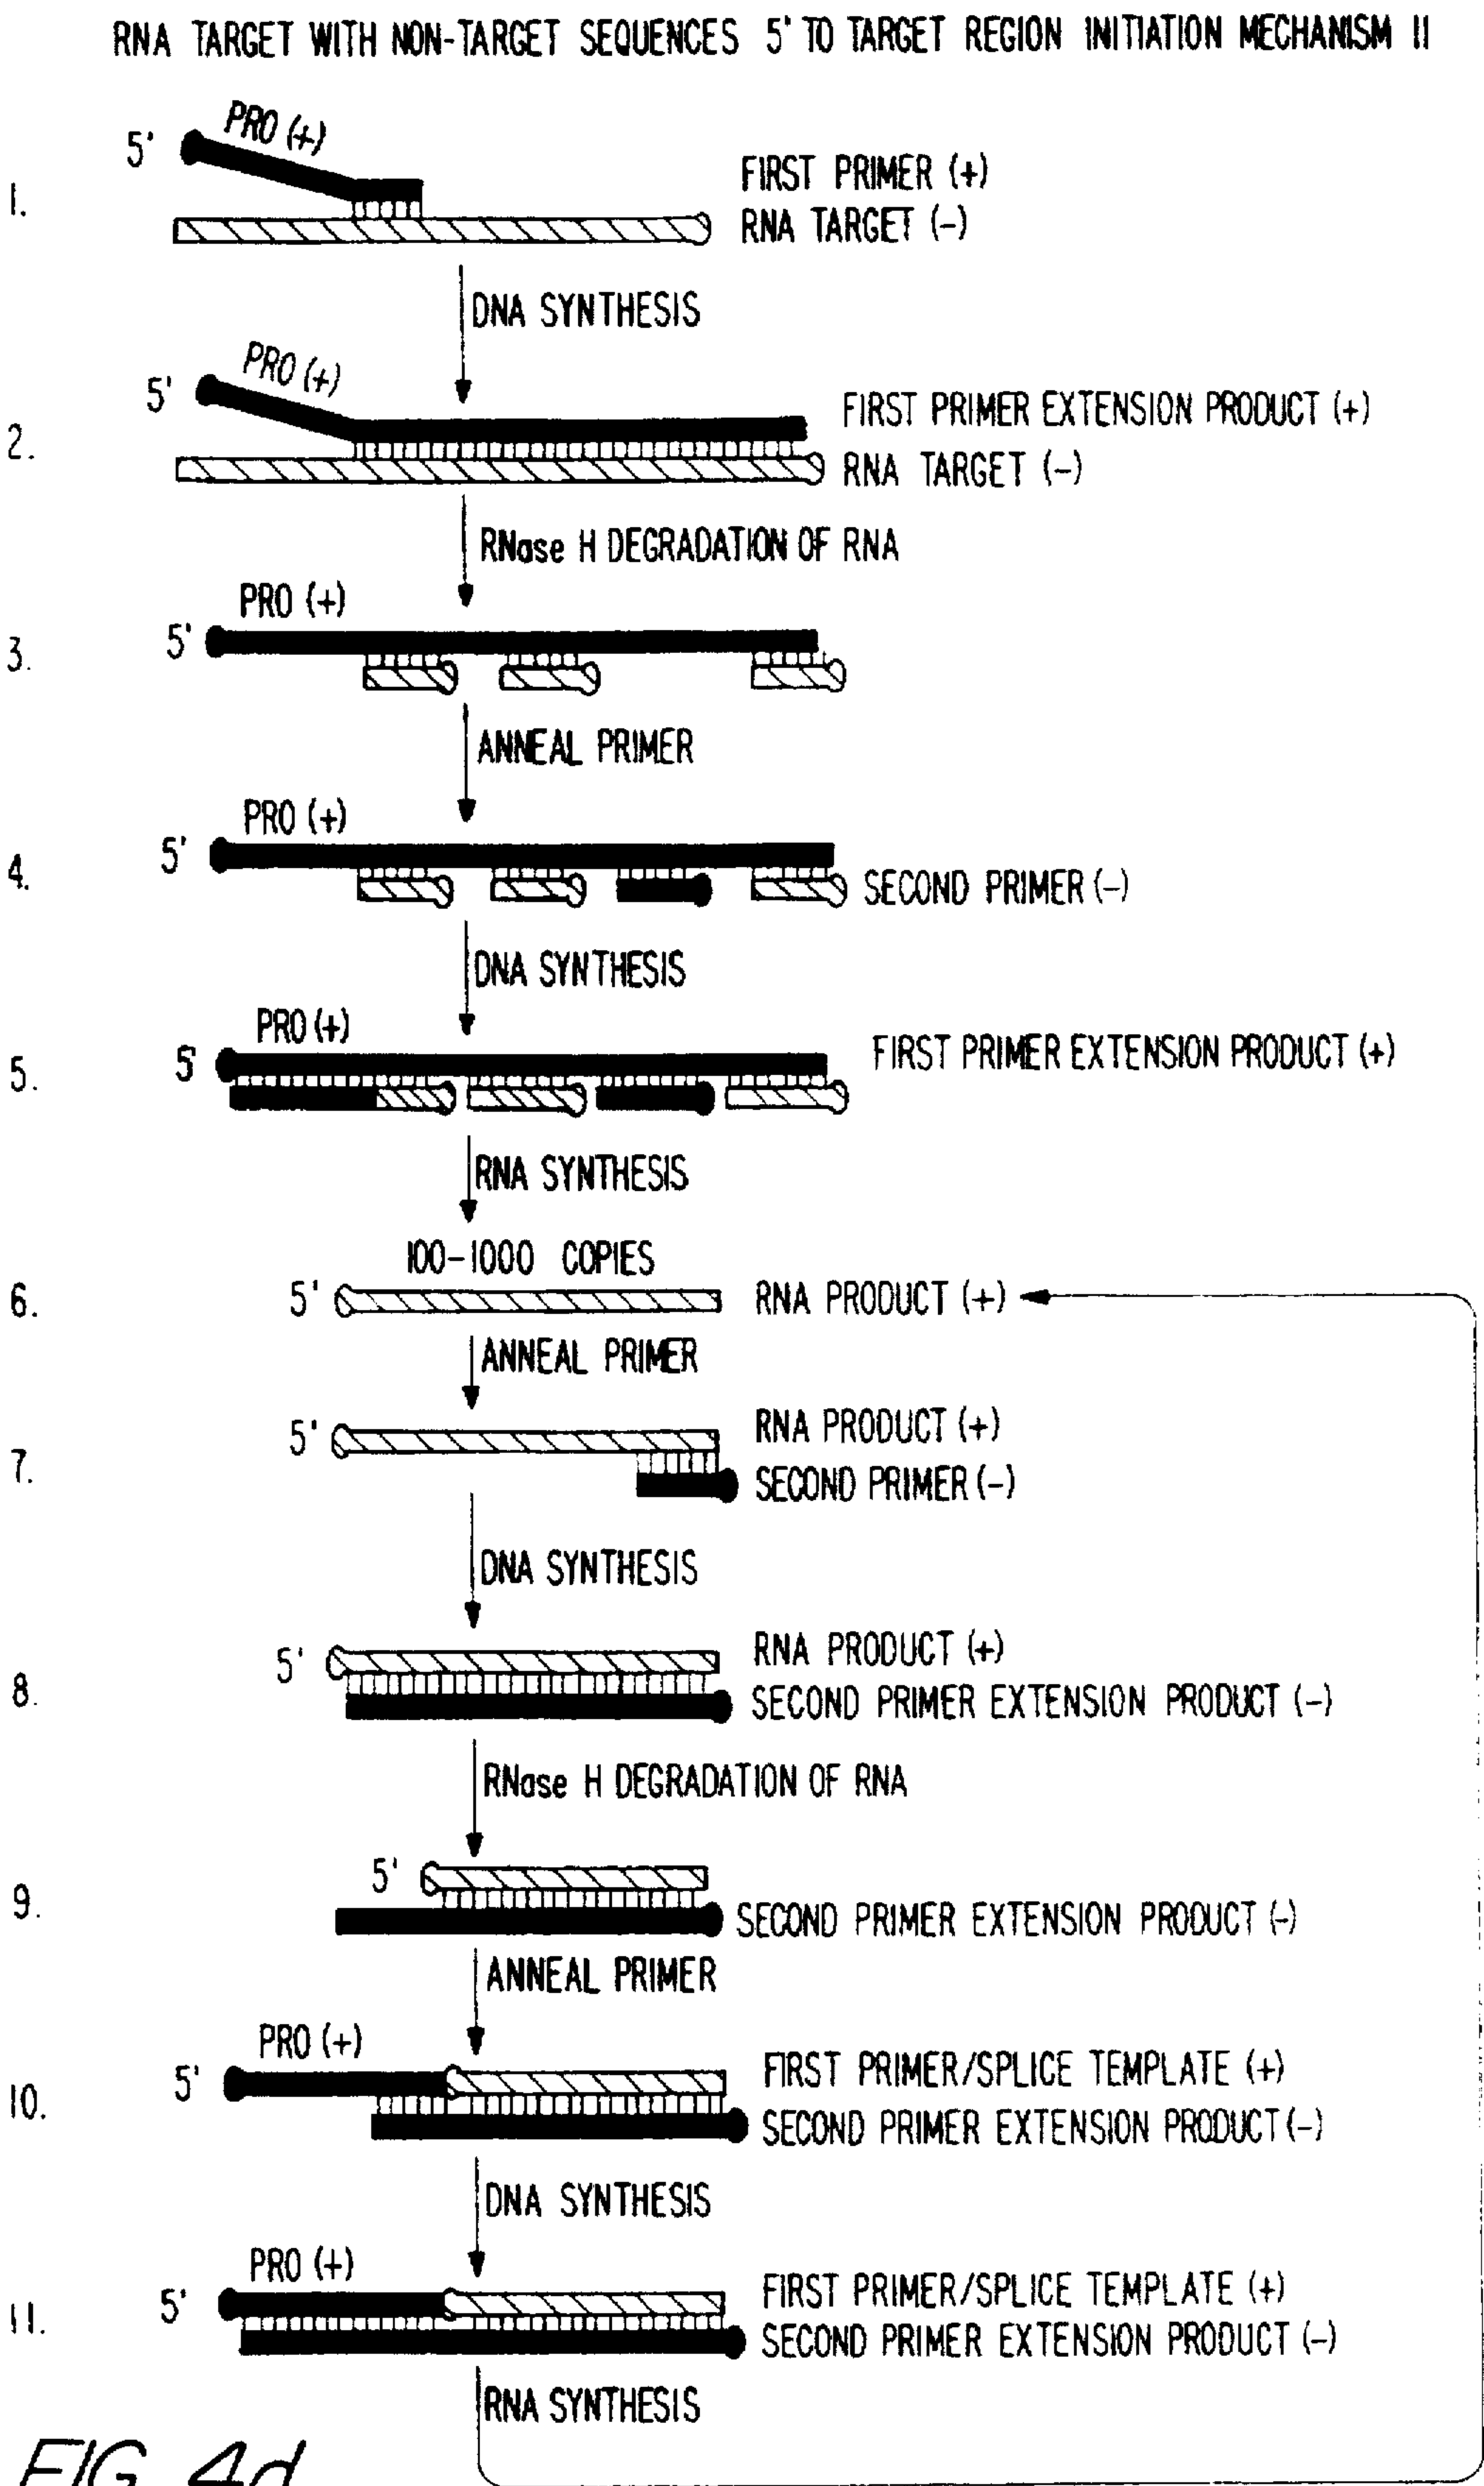 RNA TARGET WITH NON-TARGET SEQUENCES 5' TO TARGET REGION INITIATION MECHANISM II
1.
5'
PRO (+)
FIRST PRIMER (+)
RNA TARGET (-)
DNA SYNTHESIS
2.
5'
PRO (+)
FIRST PRIMER EXTENSION PRODUCT (+)
RNA TARGET (-)
RNase H DEGRADATION OF RNA
3.
5'
PRO (+)
ANNEAL PRIMER
4.
5'
PRO (+)
SECOND PRIMER (-)
DNA SYNTHESIS
5.
5'
PRO (+)
FIRST PRIMER EXTENSION PRODUCT (+)
RNA SYNTHESIS
100-1000 COPIES
6.
5'
RNA PRODUCT (+)
ANNEAL PRIMER
7.
5'
RNA PRODUCT (+)
SECOND PRIMER (-)
DNA SYNTHESIS
8.
5'
RNA PRODUCT (+)
SECOND PRIMER EXTENSION PRODUCT (-)
RNase H DEGRADATION OF RNA
9.
5'
SECOND PRIMER EXTENSION PRODUCT (-)
ANNEAL PRIMER
10.
5'
PRO (+)
FIRST PRIMER/SPLICE TEMPLATE (+)
SECOND PRIMER EXTENSION PRODUCT (-)
DNA SYNTHESIS
11.
5'
PRO (+)
FIRST PRIMER/SPLICE TEMPLATE (+)
SECOND PRIMER EXTENSION PRODUCT (-)
RNA SYNTHESIS
FIG. 4d